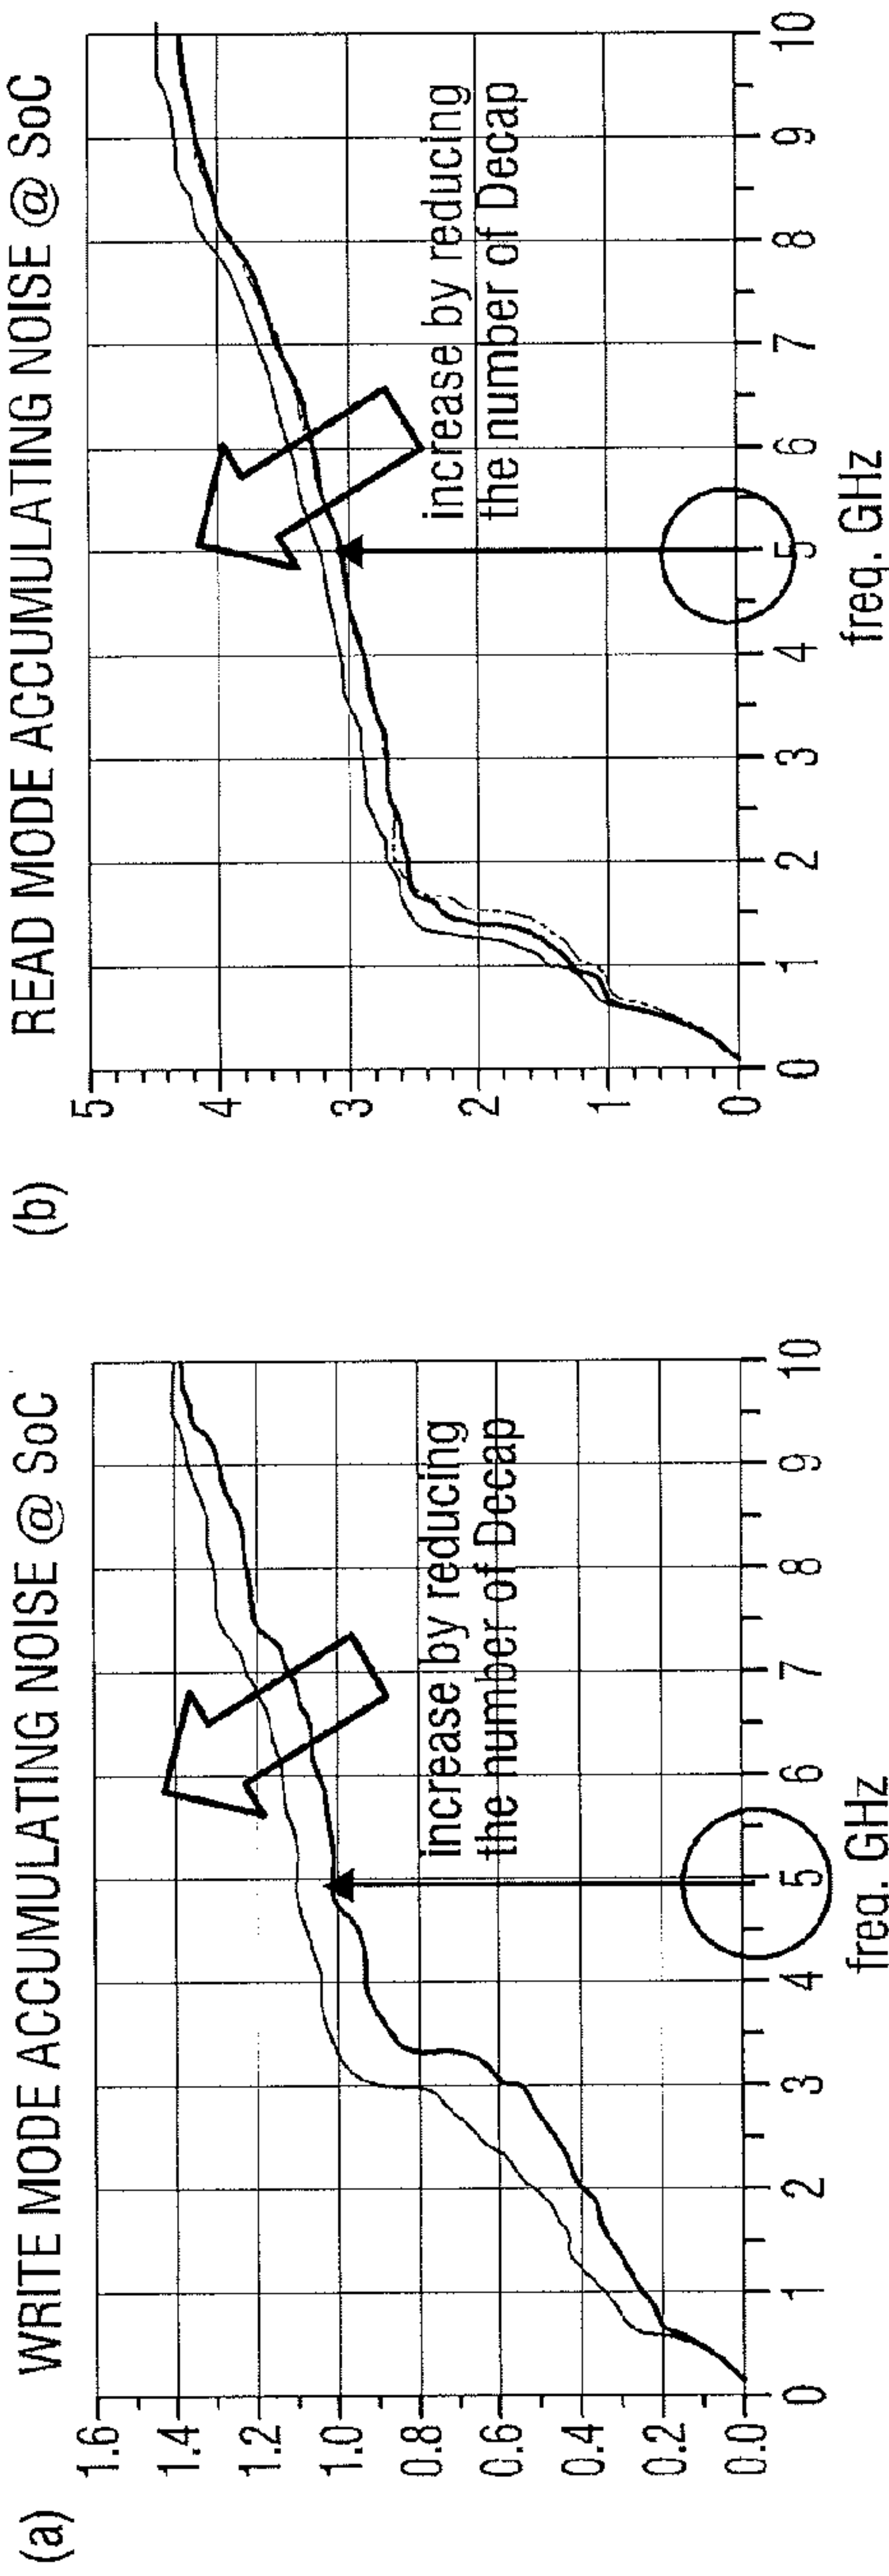 (a) WRITE MODE ACCUMULATING NOISE @ SoC
1.6
1.4
1.2
1.0
0.8
0.6
0.4
0.2
0.0
increase by reducing
the number of Decap
0 1 2 3 4 5 6 7 8 9 10
freq. GHz
(b) READ MODE ACCUMULATING NOISE @ SoC
5
4
3
2
1
0
increase by reducing
the number of Decap
0 1 2 3 4 5 6 7 8 9 10
freq. GHz